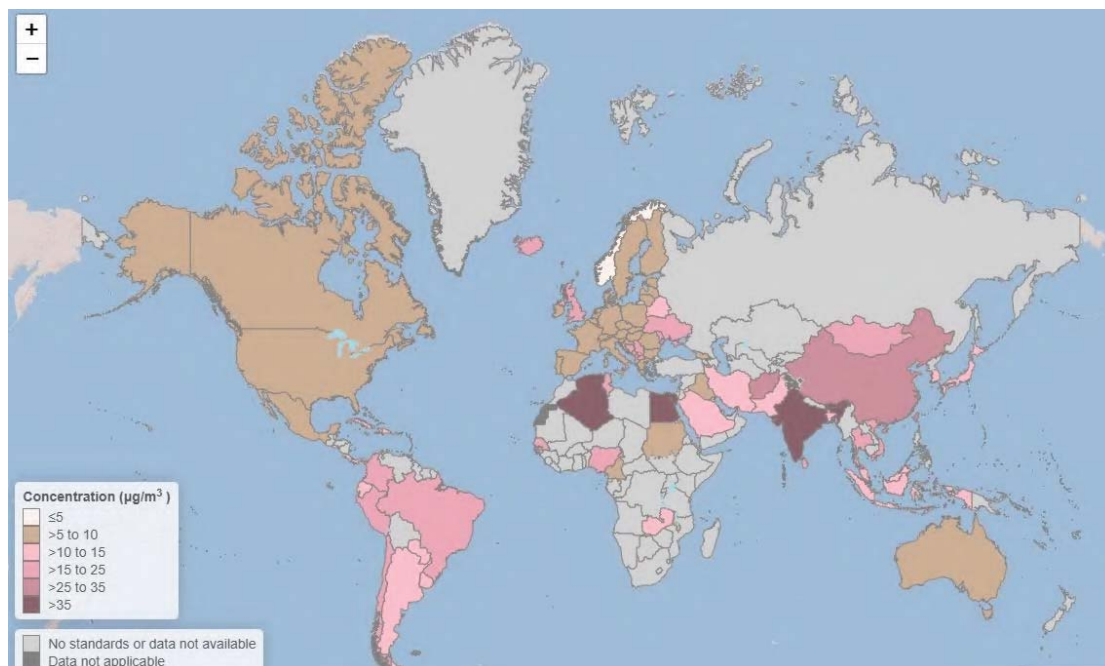 +
−
Concentration (µg/m³ )
≤5
>5 to 10
>10 to 15
>15 to 25
>25 to 35
>35
No standards or data not available
Data not applicable